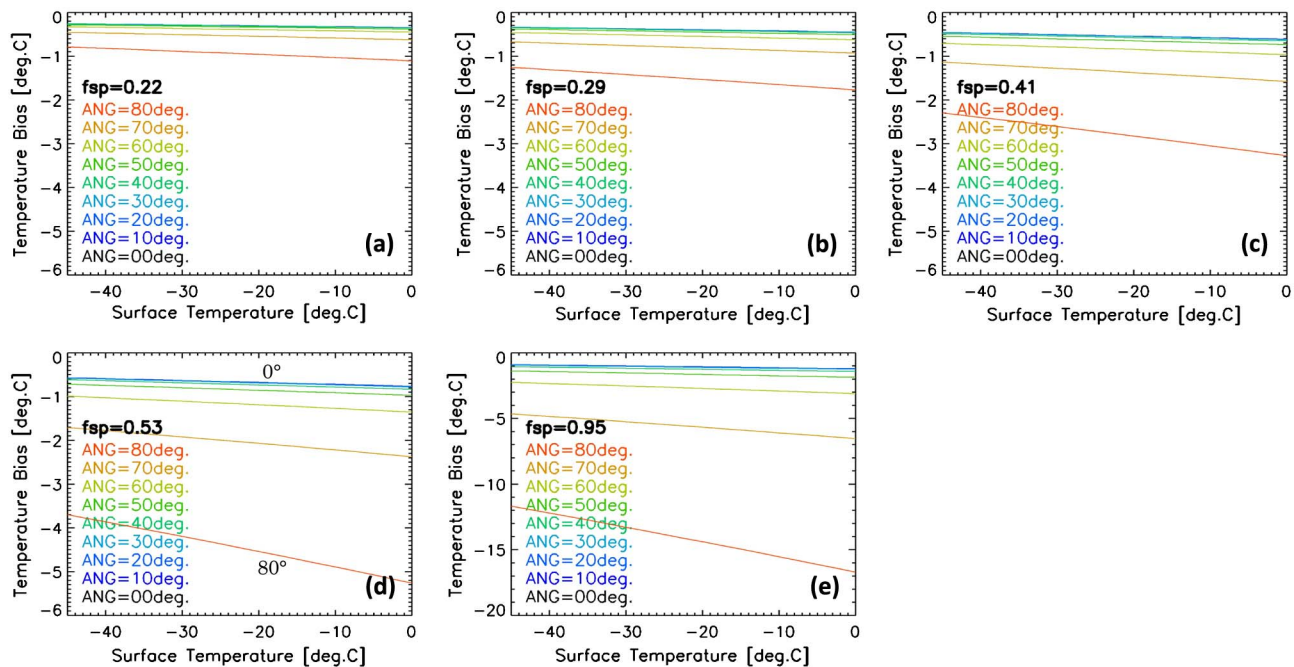 Temperature Bias [deg.C]
0
−1
−2
−3
−4
−5
−6
fsp=0.22
ANG=80deg.
ANG=70deg.
ANG=60deg.
ANG=50deg.
ANG=40deg.
ANG=30deg.
ANG=20deg.
ANG=10deg.
ANG=00deg.
(a)
−40 −30 −20 −10 0
Surface Temperature [deg.C]
Temperature Bias [deg.C]
0
−1
−2
−3
−4
−5
−6
fsp=0.29
ANG=80deg.
ANG=70deg.
ANG=60deg.
ANG=50deg.
ANG=40deg.
ANG=30deg.
ANG=20deg.
ANG=10deg.
ANG=00deg.
(b)
−40 −30 −20 −10 0
Surface Temperature [deg.C]
Temperature Bias [deg.C]
0
−1
−2
−3
−4
−5
−6
fsp=0.41
ANG=80deg.
ANG=70deg.
ANG=60deg.
ANG=50deg.
ANG=40deg.
ANG=30deg.
ANG=20deg.
ANG=10deg.
ANG=00deg.
(c)
−40 −30 −20 −10 0
Surface Temperature [deg.C]
Temperature Bias [deg.C]
0
−1
−2
−3
−4
−5
−6
0°
fsp=0.53
ANG=80deg.
ANG=70deg.
ANG=60deg.
ANG=50deg.
ANG=40deg.
ANG=30deg.
ANG=20deg.
ANG=10deg.
ANG=00deg.
80°
(d)
−40 −30 −20 −10 0
Surface Temperature [deg.C]
Temperature Bias [deg.C]
0
−5
−10
−15
−20
fsp=0.95
ANG=80deg.
ANG=70deg.
ANG=60deg.
ANG=50deg.
ANG=40deg.
ANG=30deg.
ANG=20deg.
ANG=10deg.
ANG=00deg.
(e)
−40 −30 −20 −10 0
Surface Temperature [deg.C]